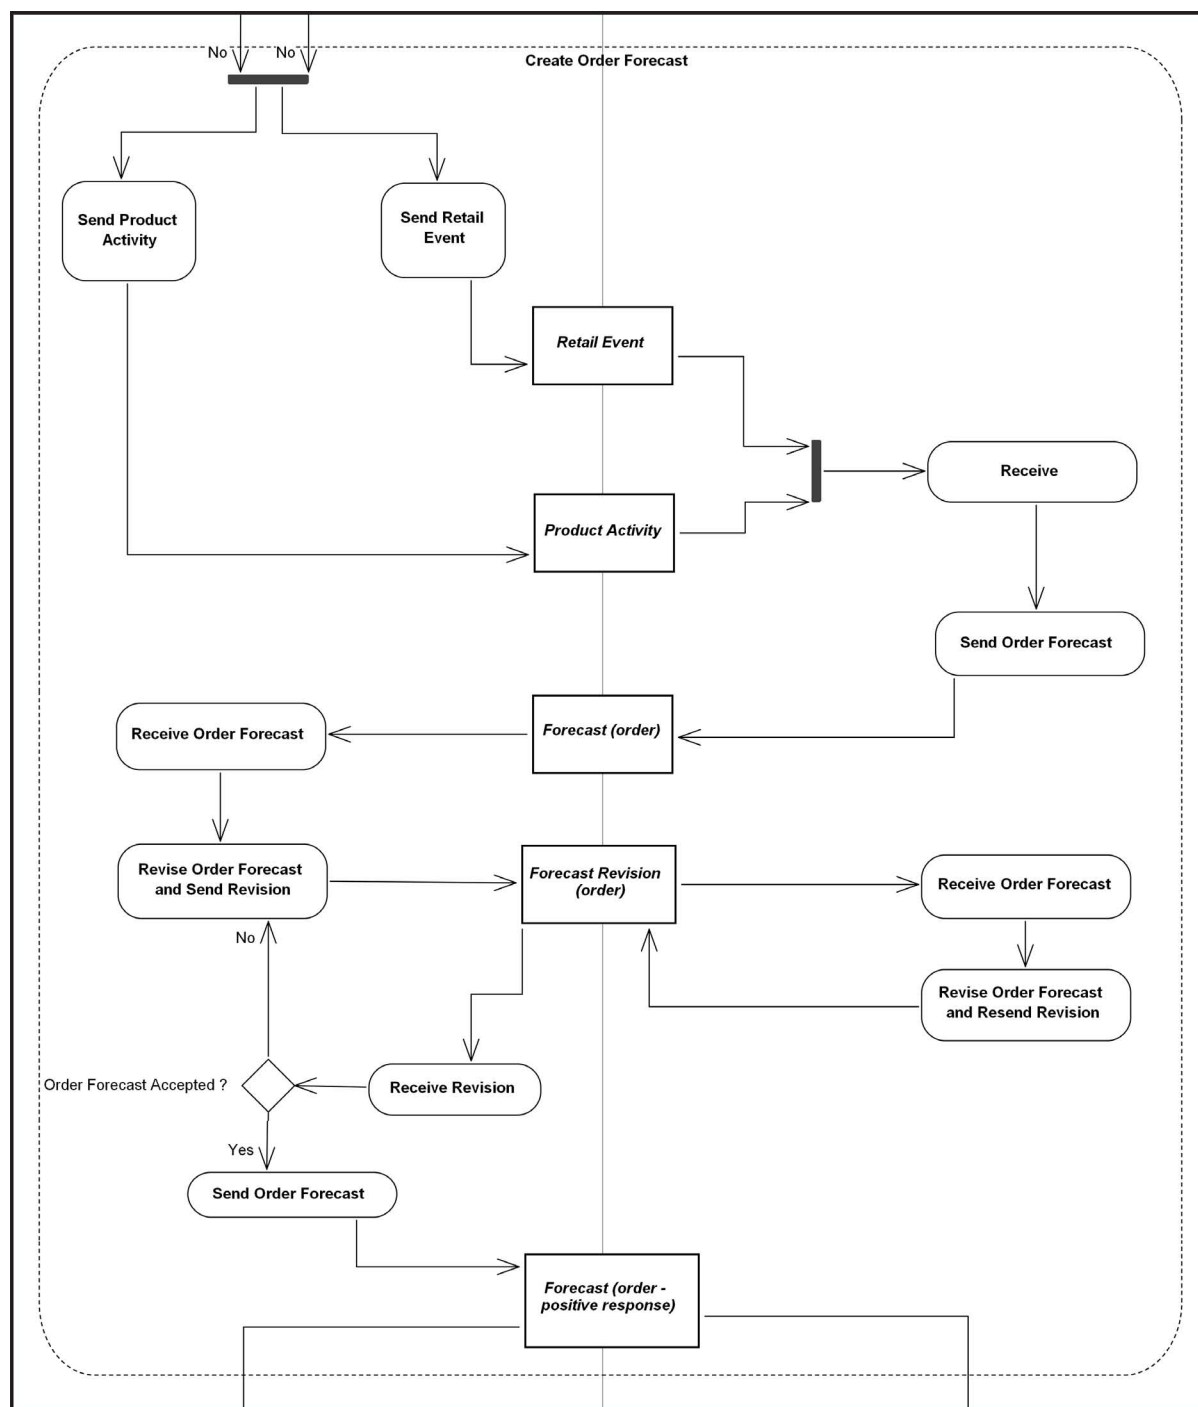 No
No
Create Order Forecast
Send Product
Activity
Send Retail
Event
Retail Event
Receive
Product Activity
Send Order Forecast
Receive Order Forecast
Forecast (order)
Revise Order Forecast
and Send Revision
Forecast Revision
(order)
Receive Order Forecast
No
Revise Order Forecast
and Resend Revision
Order Forecast Accepted ?
Receive Revision
Yes
Send Order Forecast
Forecast (order -
positive response)